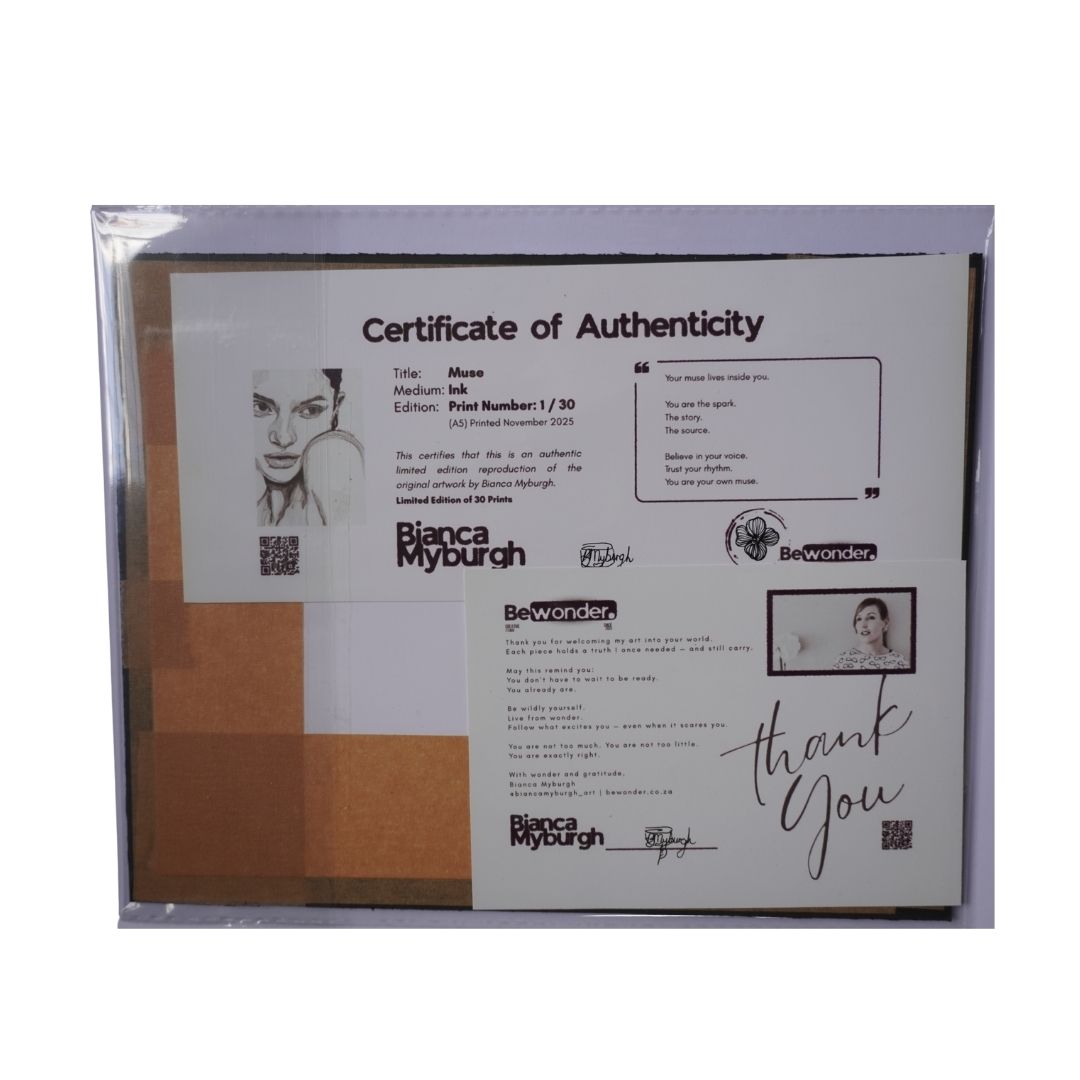 Certificate of Authenticity
Title: Muse
Medium: Ink
Edition: Print Number: 1 / 30
(A5) Printed November 2025
This certifies that this is an authentic
limited edition reproduction of the
original artwork by Bianca Myburgh.
Limited Edition of 30 Prints
Bianca
Myburgh
BMyburgh
“
Your muse lives inside you.
You are the spark.
The story.
The source.
Believe in your voice.
Trust your rhythm.
You are your own muse.
”
Bewonder.
Bewonder.
Thank you for welcoming my art into your world.
Each piece holds a truth I once needed – and still carry.
May this remind you:
You don't have to wait to be ready.
You already are.
Be wildly yourself.
Live from wonder.
Follow what excites you – even when it scares you.
You are not too much. You are not too little.
You are exactly right.
With wonder and gratitude,
Bianca Myburgh
@biancamyburgh_art | bewonder.co.za
Bianca
Myburgh
BMyburgh
thank
you